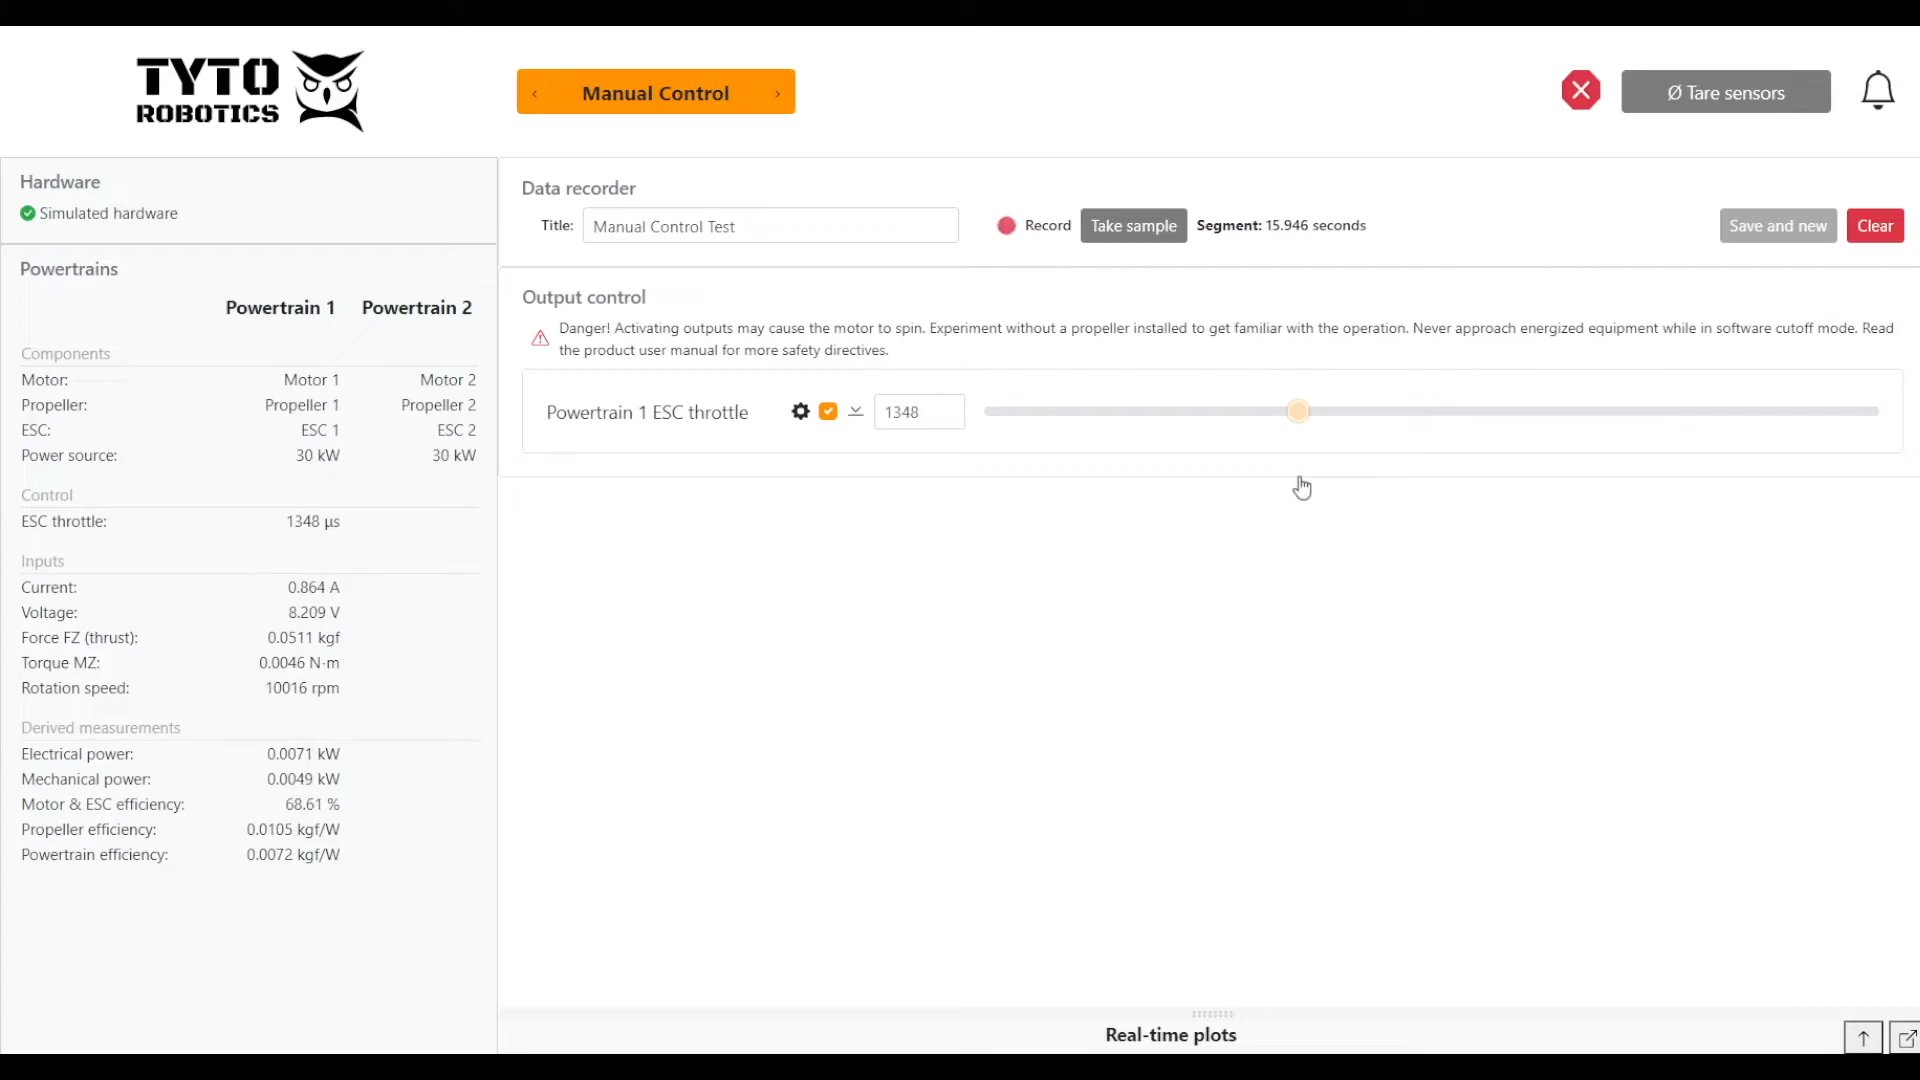 TYTO
ROBOTICS
‹ Manual Control ›
Ø Tare sensors
Hardware
Simulated hardware
Powertrains
Powertrain 1 Powertrain 2
Components
Motor: Motor 1 Motor 2
Propeller: Propeller 1 Propeller 2
ESC: ESC 1 ESC 2
Power source: 30 kW 30 kW
Control
ESC throttle: 1348 µs
Inputs
Current: 0.864 A
Voltage: 8.209 V
Force FZ (thrust): 0.0511 kgf
Torque MZ: 0.0046 N·m
Rotation speed: 10016 rpm
Derived measurements
Electrical power: 0.0071 kW
Mechanical power: 0.0049 kW
Motor & ESC efficiency: 68.61 %
Propeller efficiency: 0.0105 kgf/W
Powertrain efficiency: 0.0072 kgf/W
Data recorder
Title: Manual Control Test Record Take sample Segment: 15.946 seconds Save and new Clear
Output control
Danger! Activating outputs may cause the motor to spin. Experiment without a propeller installed to get familiar with the operation. Never approach energized equipment while in software cutoff mode. Read
the product user manual for more safety directives.
Powertrain 1 ESC throttle 1348
Real-time plots